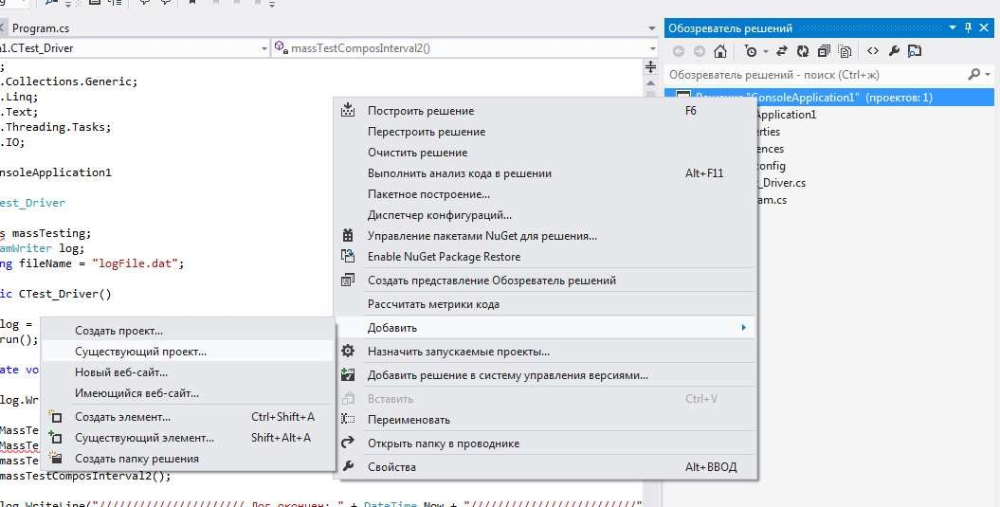 Program.cs
Обозреватель решений
1.CTest_Driver
massTestComposInterval2()
Обозреватель решений - поиск (Ctrl+ж)
;
.Collections.Generic;
.Linq;
.Text;
.Threading.Tasks;
.IO;
nsoleApplication1
est_Driver
s massTesting;
amWriter log;
ng fileName = "logFile.dat";
ic CTest_Driver()
log =
run();
ate vo
log.Wr
MassTe
MassTe
massTe
massTestComposInterval2();
log.WriteLine("////////////////////// Лог окончен: " + DateTime.Now + "/////////////////////////"
Решение "ConsoleApplication1" (проектов: 1)
Application1
erties
ences
config
t_Driver.cs
ram.cs
Построить решение F6
Перестроить решение
Очистить решение
Выполнить анализ кода в решении Alt+F11
Пакетное построение...
Диспетчер конфигураций...
Управление пакетами NuGet для решения...
Enable NuGet Package Restore
Создать представление Обозреватель решений
Рассчитать метрики кода
Добавить
Назначить запускаемые проекты...
Добавить решение в систему управления версиями...
Вставить Ctrl+V
Переименовать
Открыть папку в проводнике
Свойства Alt+ВВОД
Создать проект...
Существующий проект...
Новый веб-сайт...
Имеющийся веб-сайт...
Создать элемент... Ctrl+Shift+A
Существующий элемент... Shift+Alt+A
Создать папку решения